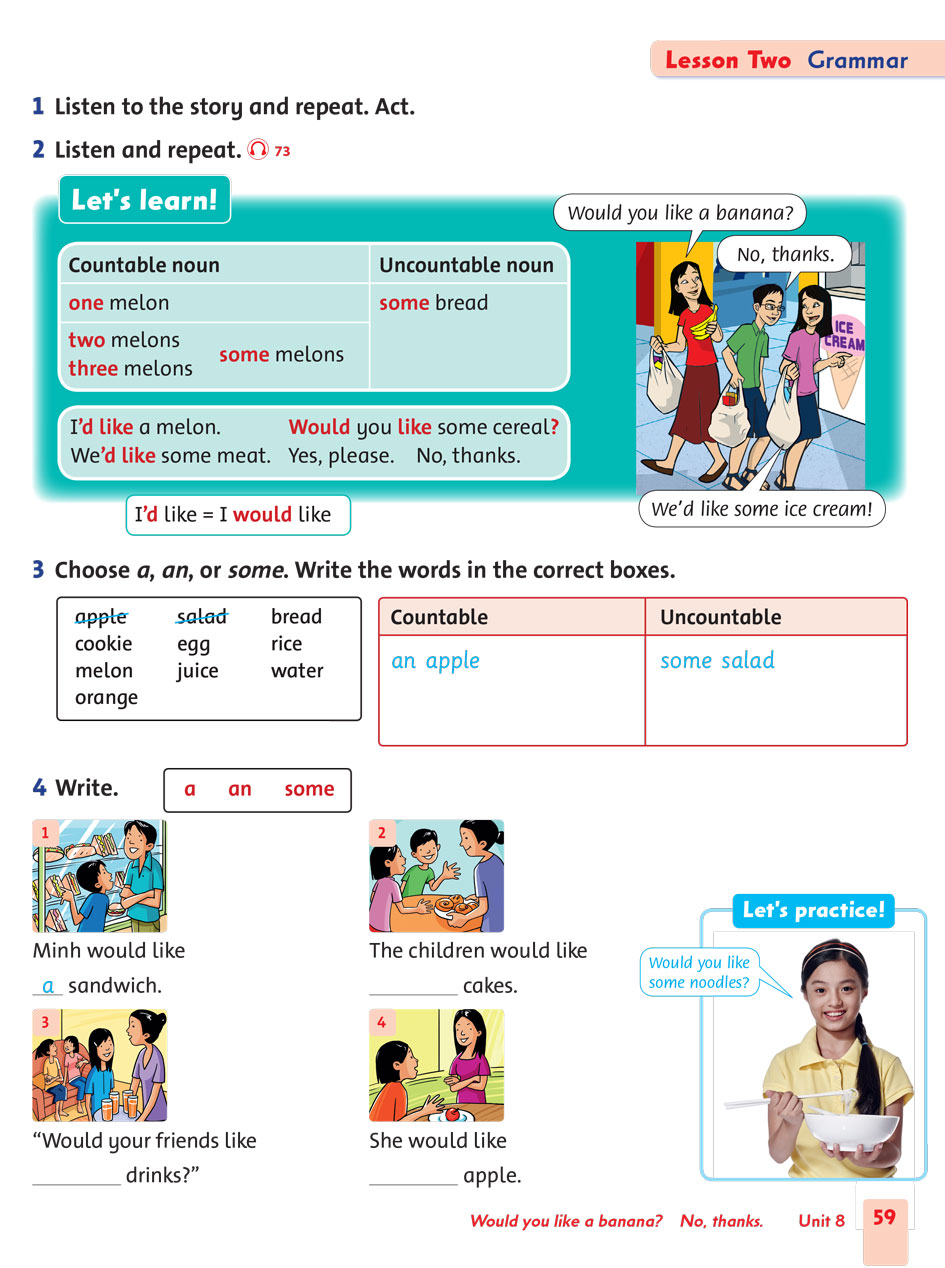 Lesson Two Grammar
1 Listen to the story and repeat. Act.
2 Listen and repeat. 73
Let's learn!
Would you like a banana?
No, thanks.
ICE
CREAM
We'd like some ice cream!
Countable noun
Uncountable noun
one melon
some bread
two melons
three melons
some melons
I'd like a melon.
Would you like some cereal?
We'd like some meat.
Yes, please. No, thanks.
I'd like = I would like
3 Choose a, an, or some. Write the words in the correct boxes.
apple salad bread
cookie egg rice
melon juice water
orange
Countable
Uncountable
an apple
some salad
4 Write.
a an some
1
Minh would like
a sandwich.
2
The children would like
_________ cakes.
3
“Would your friends like
_________ drinks?”
4
She would like
_________ apple.
Let's practice!
Would you like
some noodles?
Would you like a banana? No, thanks. Unit 8 59